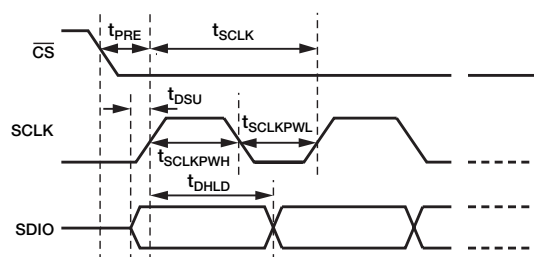 tPRE
tSCLK
CS
tDSU
SCLK
tSCLKPWL
tSCLKPWH
tDHLD
SDIO